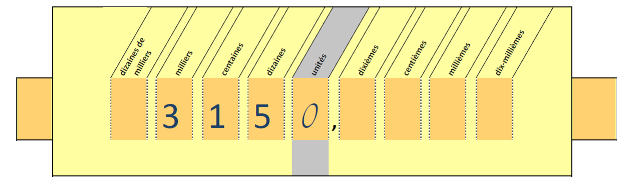 dizaines de milliers
milliers
centaines
dizaines
unités
dixièmes
centièmes
millièmes
dix-millièmes
3 1 5 0 ,